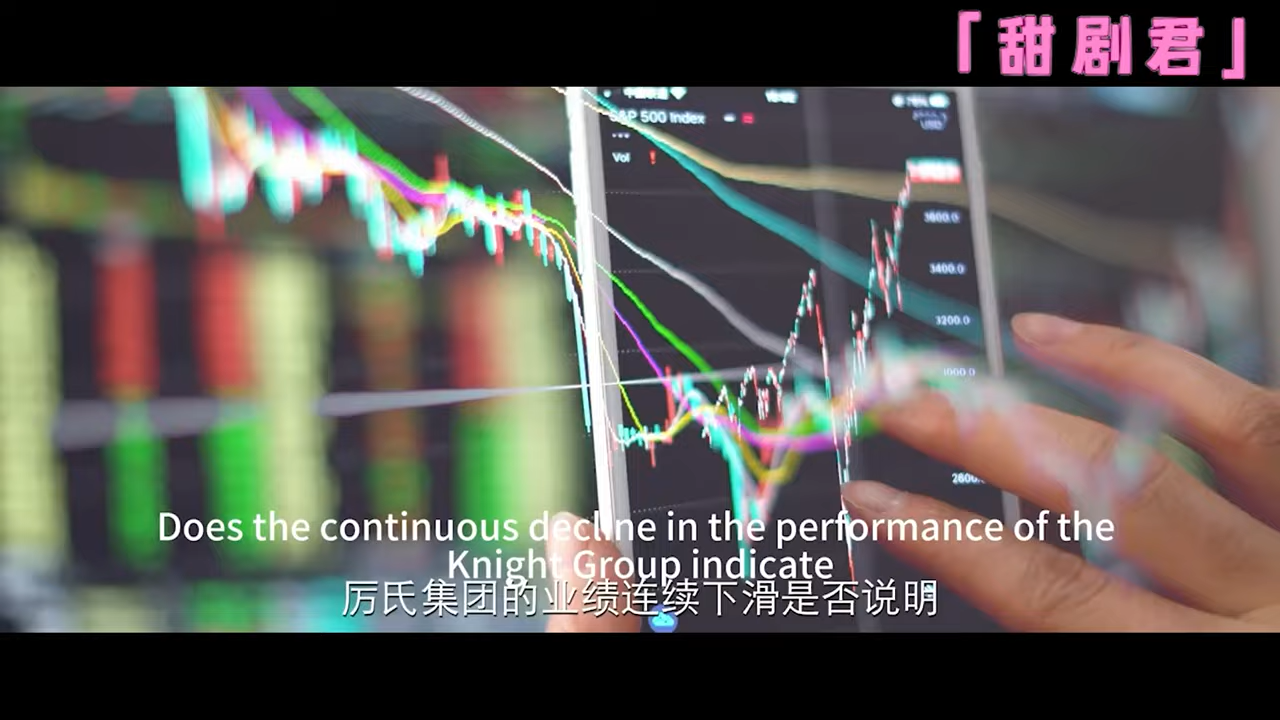 「甜剧君」
S&P 500 Index
USD
Vol
3600.0
3400.0
3200.0
Does the continuous decline in the performance of the
Knight Group indicate
厉氏集团的业绩连续下滑是否说明